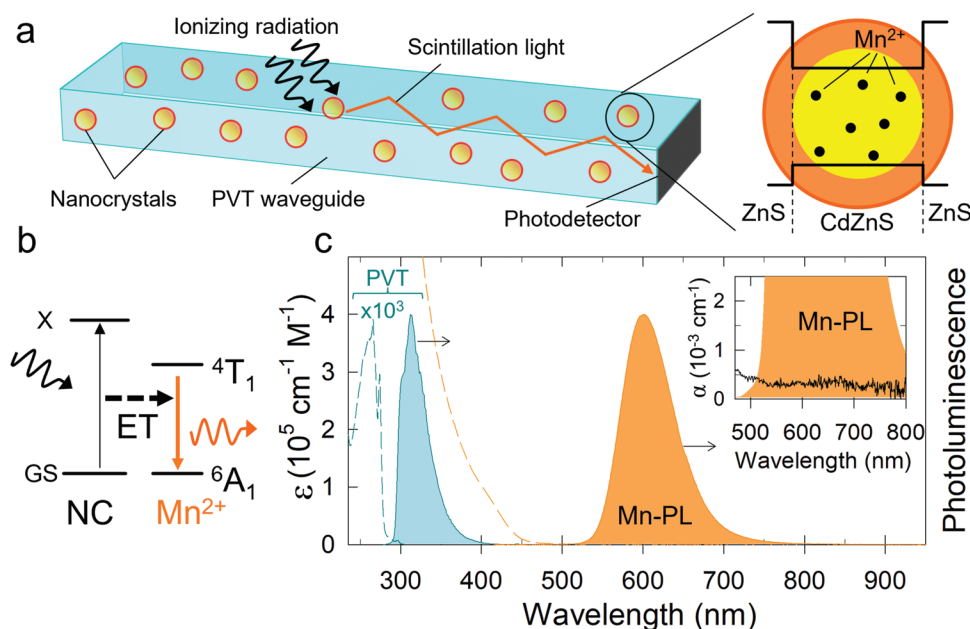 a
Ionizing radiation
Scintillation light
Nanocrystals
PVT waveguide
Photodetector
Mn²⁺
ZnS
CdZnS
ZnS
b
X
⁴T₁
ET
GS
⁶A₁
NC
Mn²⁺
c
PVT
x10³
ε (10⁵ cm⁻¹ M⁻¹)
4
3
2
1
0
Mn-PL
300 400 500 600 700 800 900
Wavelength (nm)
Photoluminescence
α (10⁻³ cm⁻¹)
2
1
0
Mn-PL
500 600 700 800
Wavelength (nm)